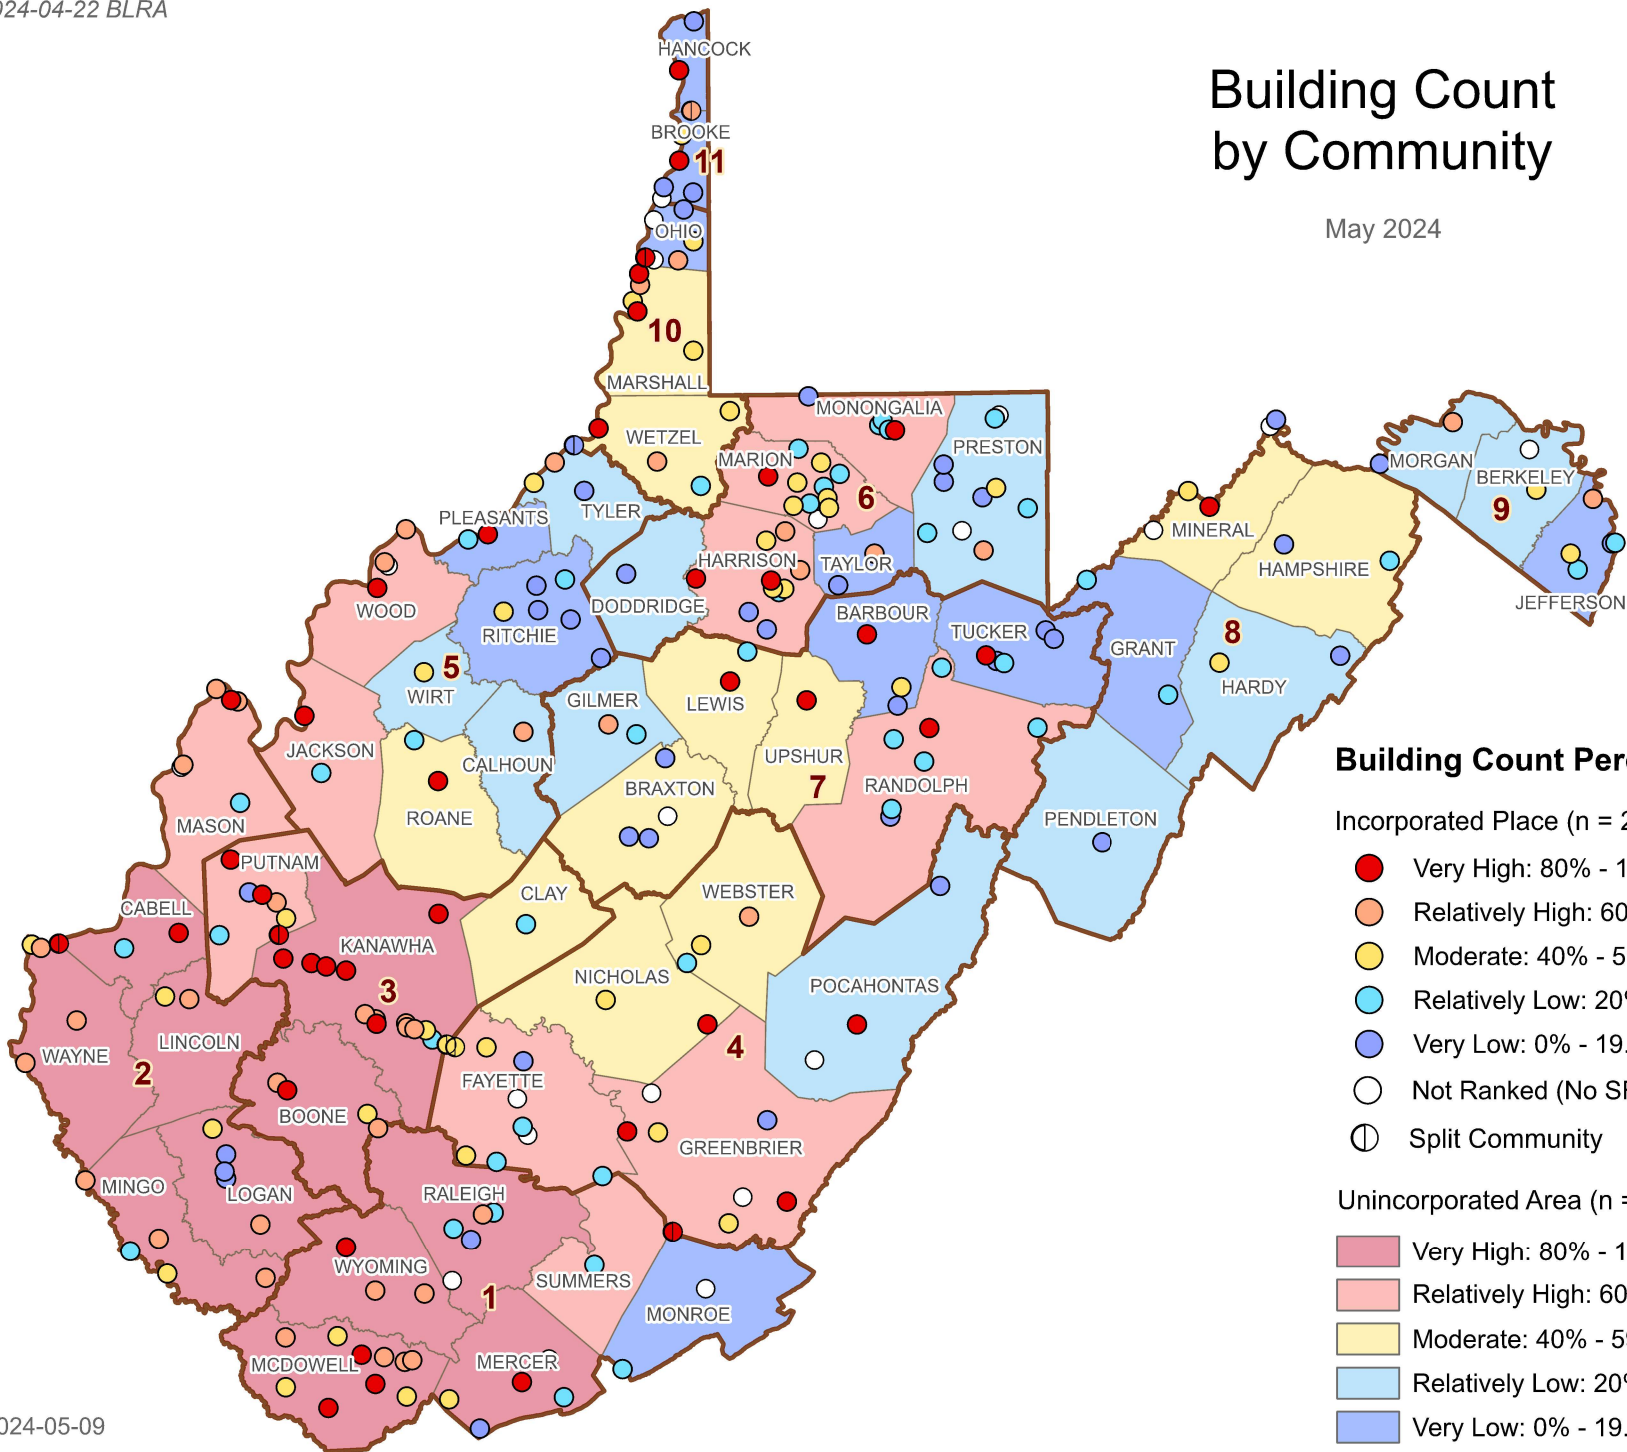 024-04-22 BLRA
Building Count
by Community
May 2024
HANCOCK
BROOKE
11
OHIO
10
MARSHALL
WETZEL
MONONGALIA
PRESTON
MARION
6
TYLER
PLEASANTS
HARRISON
TAYLOR
DODDRIDGE
WOOD
RITCHIE
BARBOUR
TUCKER
MINERAL
HAMPSHIRE
MORGAN
BERKELEY
9
JEFFERSON
GRANT
8
HARDY
5
WIRT
GILMER
LEWIS
UPSHUR
7
JACKSON
CALHOUN
BRAXTON
RANDOLPH
ROANE
MASON
PENDLETON
PUTNAM
CLAY
WEBSTER
CABELL
KANAWHA
NICHOLAS
POCAHONTAS
3
LINCOLN
WAYNE
2
4
FAYETTE
BOONE
GREENBRIER
MINGO
LOGAN
RALEIGH
WYOMING
SUMMERS
1
MONROE
MCDOWELL
MERCER
Building Count Per
Incorporated Place (n = 2
Very High: 80% - 1
Relatively High: 60
Moderate: 40% - 5
Relatively Low: 20%
Very Low: 0% - 19.
Not Ranked (No SF
Split Community
Unincorporated Area (n =
Very High: 80% - 1
Relatively High: 60
Moderate: 40% - 59
Relatively Low: 20%
Very Low: 0% - 19.
024-05-09